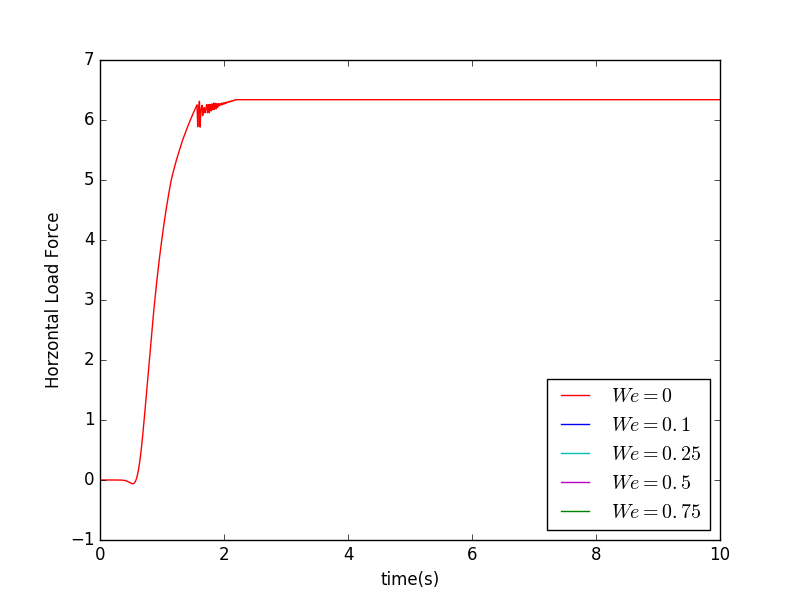 7
6
5
4
3
2
1
0
−1
Horzontal Load Force
We = 0
We = 0.1
We = 0.25
We = 0.5
We = 0.75
0 2 4 6 8 10
time(s)